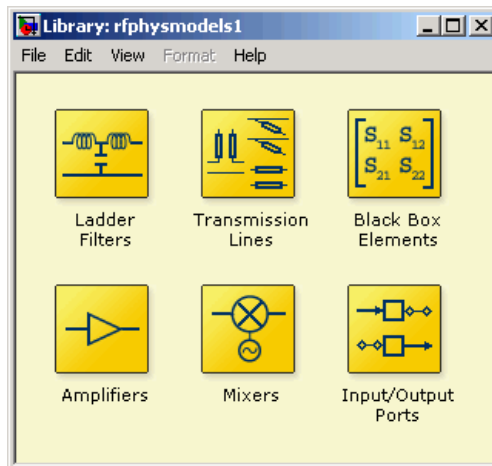 Library: rfphysmodels1
File Edit View Format Help
S11 S12
S21 S22
Ladder
Filters
Transmission
Lines
Black Box
Elements
Amplifiers
Mixers
Input/Output
Ports